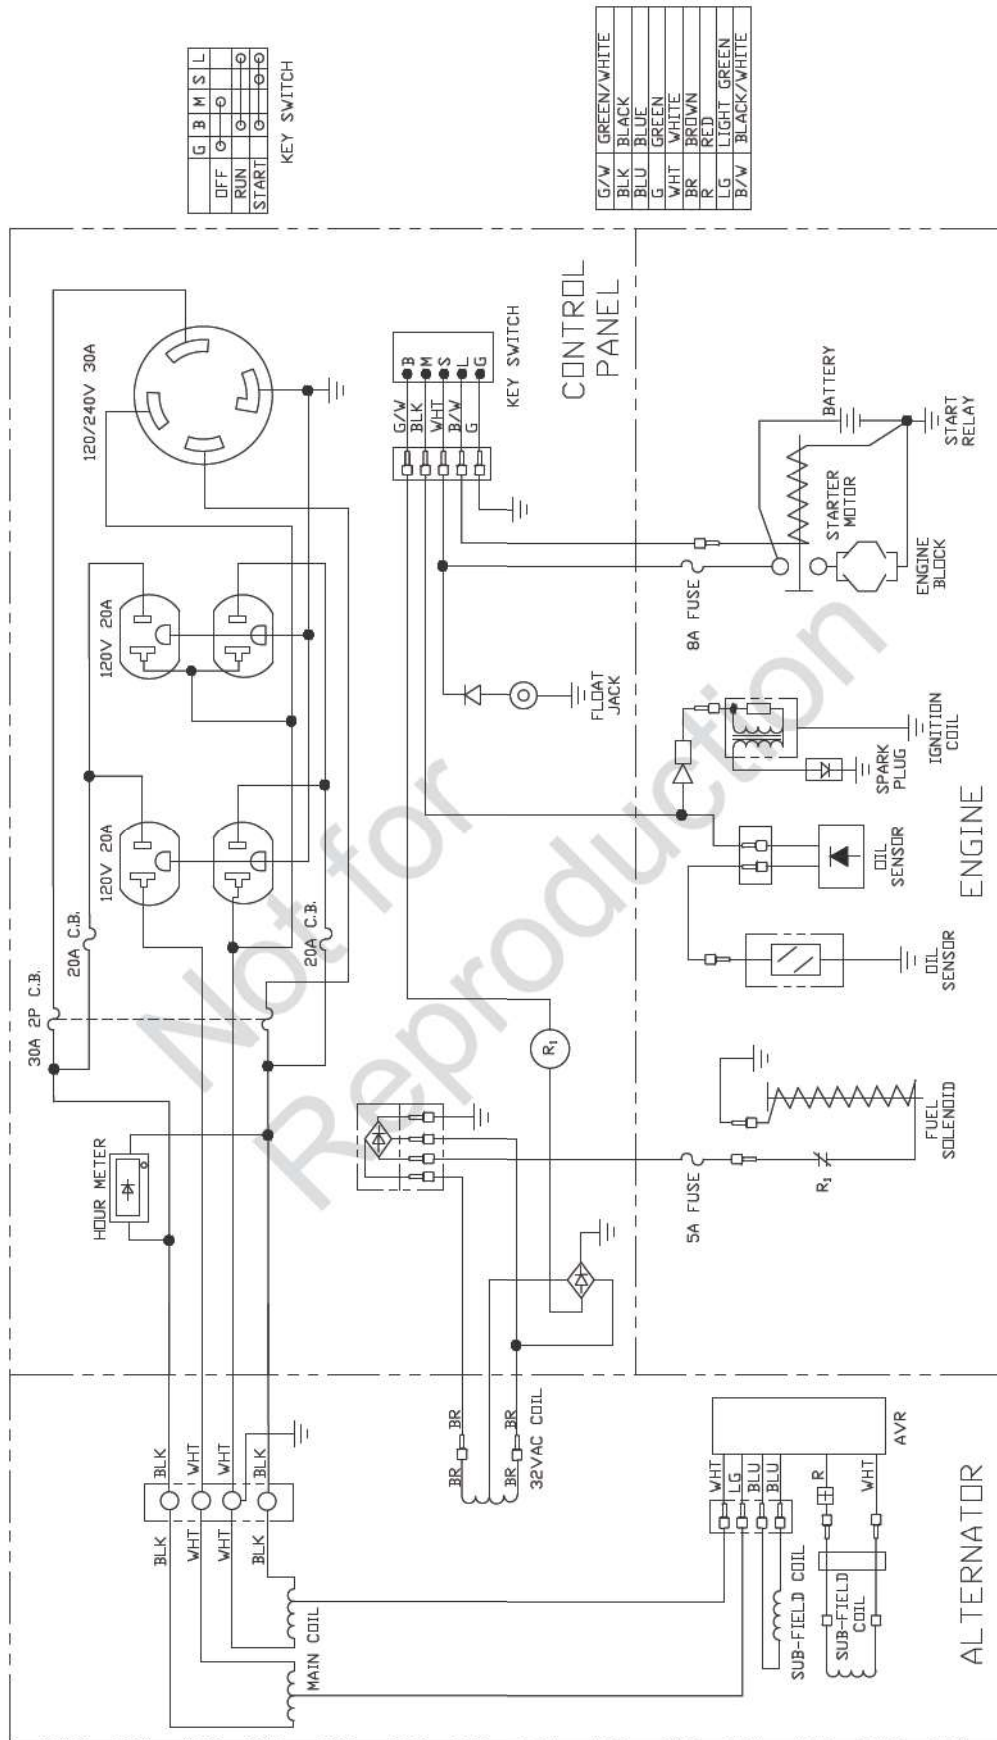 G B M S L
OFF
RUN
START
KEY SWITCH
G/W GREEN/WHITE
BLK BLACK
BLU BLUE
G GREEN
WHT WHITE
BR BROWN
R RED
LG LIGHT GREEN
B/W BLACK/WHITE
30A 2P C.B.
20A C.B.
20A C.B.
120V 20A
120V 20A
120/240V 30A
HOUR METER
BLK
WHT
WHT
BLK
BLK
WHT
WHT
BLK
MAIN COIL
BR
BR
BR
BR
32VAC COIL
R1
G/W
BLK
WHT
B/W
G
B
M
S
L
G
KEY SWITCH
CONTROL
PANEL
FLOAT
JACK
5A FUSE
8A FUSE
R1
FUEL
SOLENOID
OIL
SENSOR
OIL
SENSOR
SPARK
PLUG
IGNITION
COIL
ENGINE
BLOCK
STARTER
MOTOR
BATTERY
START
RELAY
ENGINE
WHT
LG
BLU
BLU
R
WHT
AVR
SUB-FIELD COIL
SUB-FIELD
COIL
ALTERNATOR
Not for
Reproduction